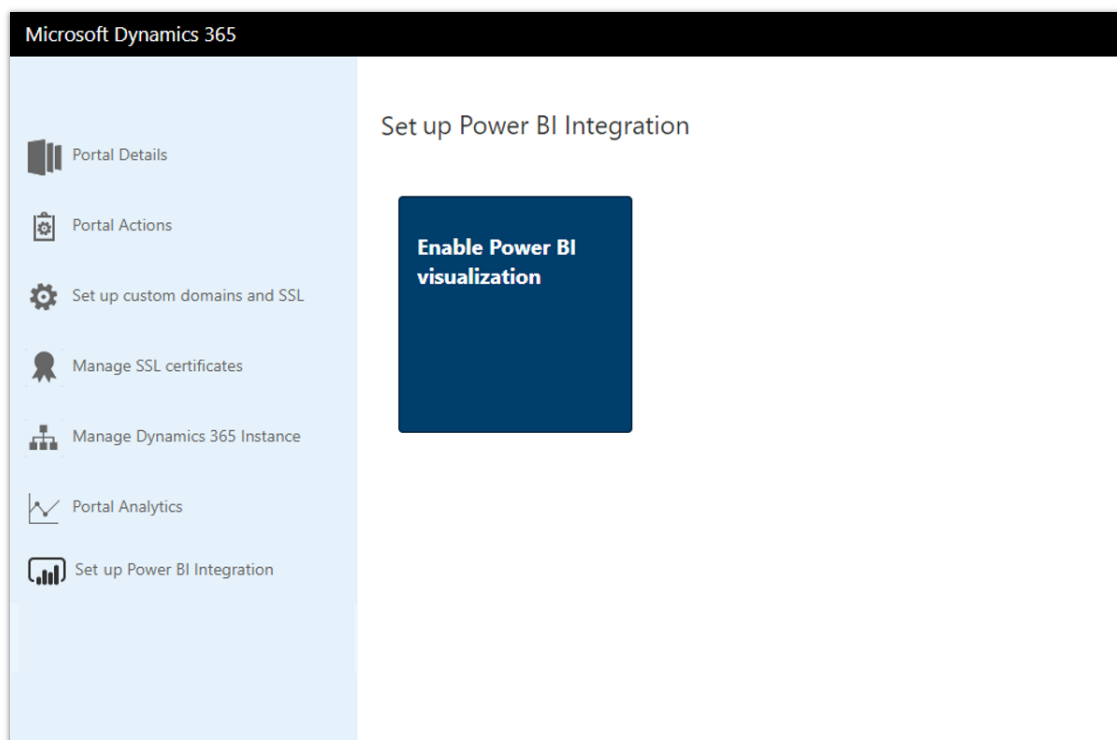 Microsoft Dynamics 365
Portal Details
Portal Actions
Set up custom domains and SSL
Manage SSL certificates
Manage Dynamics 365 Instance
Portal Analytics
Set up Power BI Integration
Set up Power BI Integration
Enable Power BI
visualization